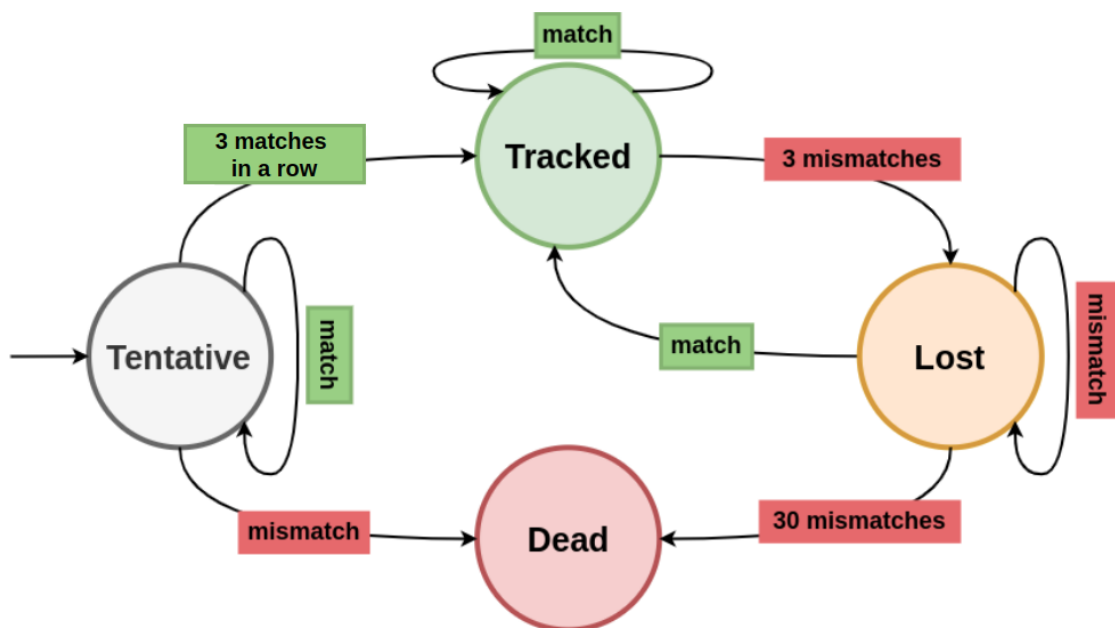 match
3 matches
in a row
Tracked
3 mismatches
Tentative
match
match
Lost
mismatch
mismatch
Dead
30 mismatches